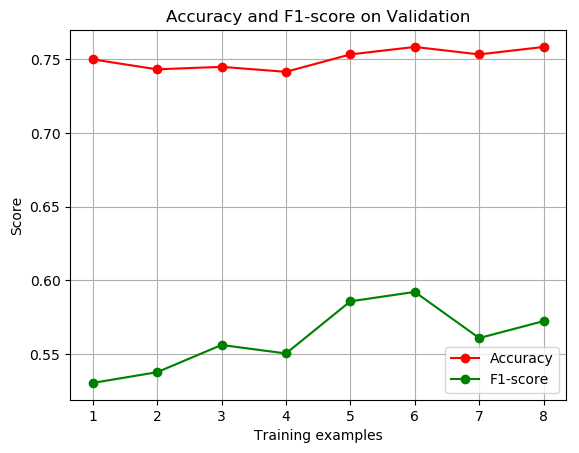 Accuracy and F1-score on Validation
Score
0.75
0.70
0.65
0.60
0.55
1 2 3 4 5 6 7 8
Training examples
Accuracy
F1-score